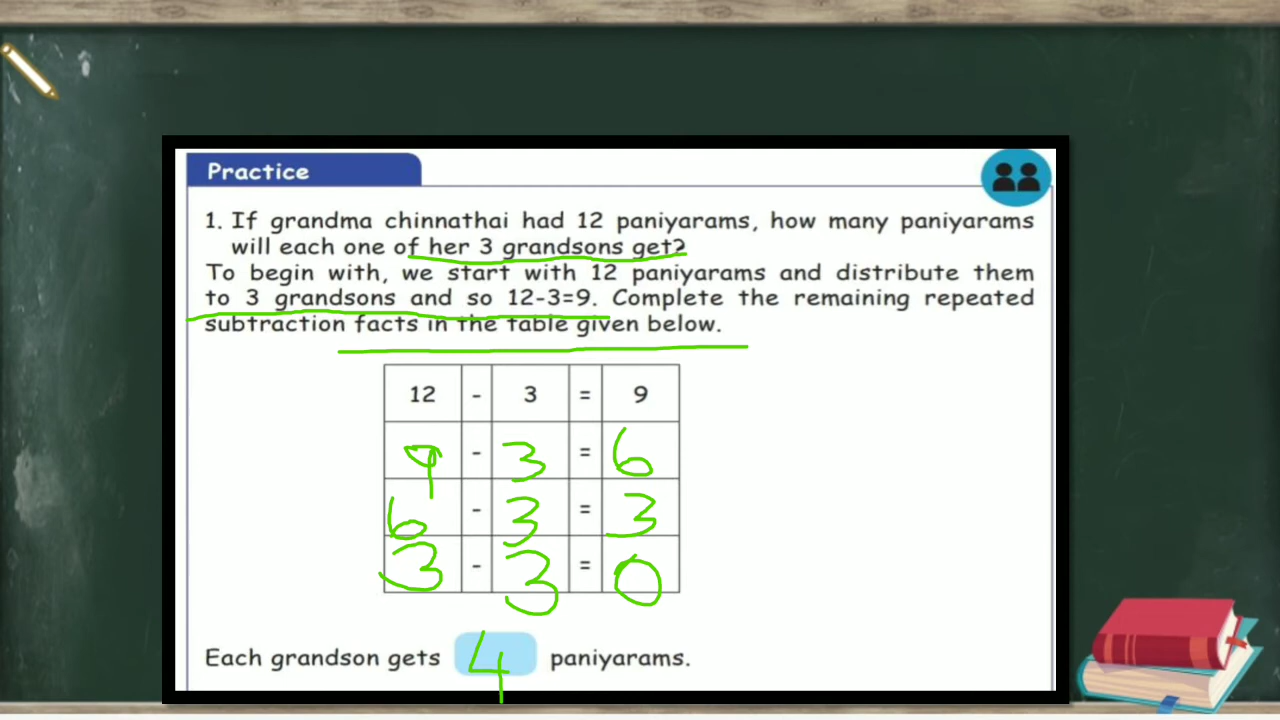 Practice
1. If grandma chinnathai had 12 paniyarams, how many paniyarams
will each one of her 3 grandsons get?
To begin with, we start with 12 paniyarams and distribute them
to 3 grandsons and so 12-3=9. Complete the remaining repeated
subtraction facts in the table given below.
12 - 3 = 9
9 - 3 = 6
6 - 3 = 3
3 - 3 = 0
Each grandson gets 4 paniyarams.